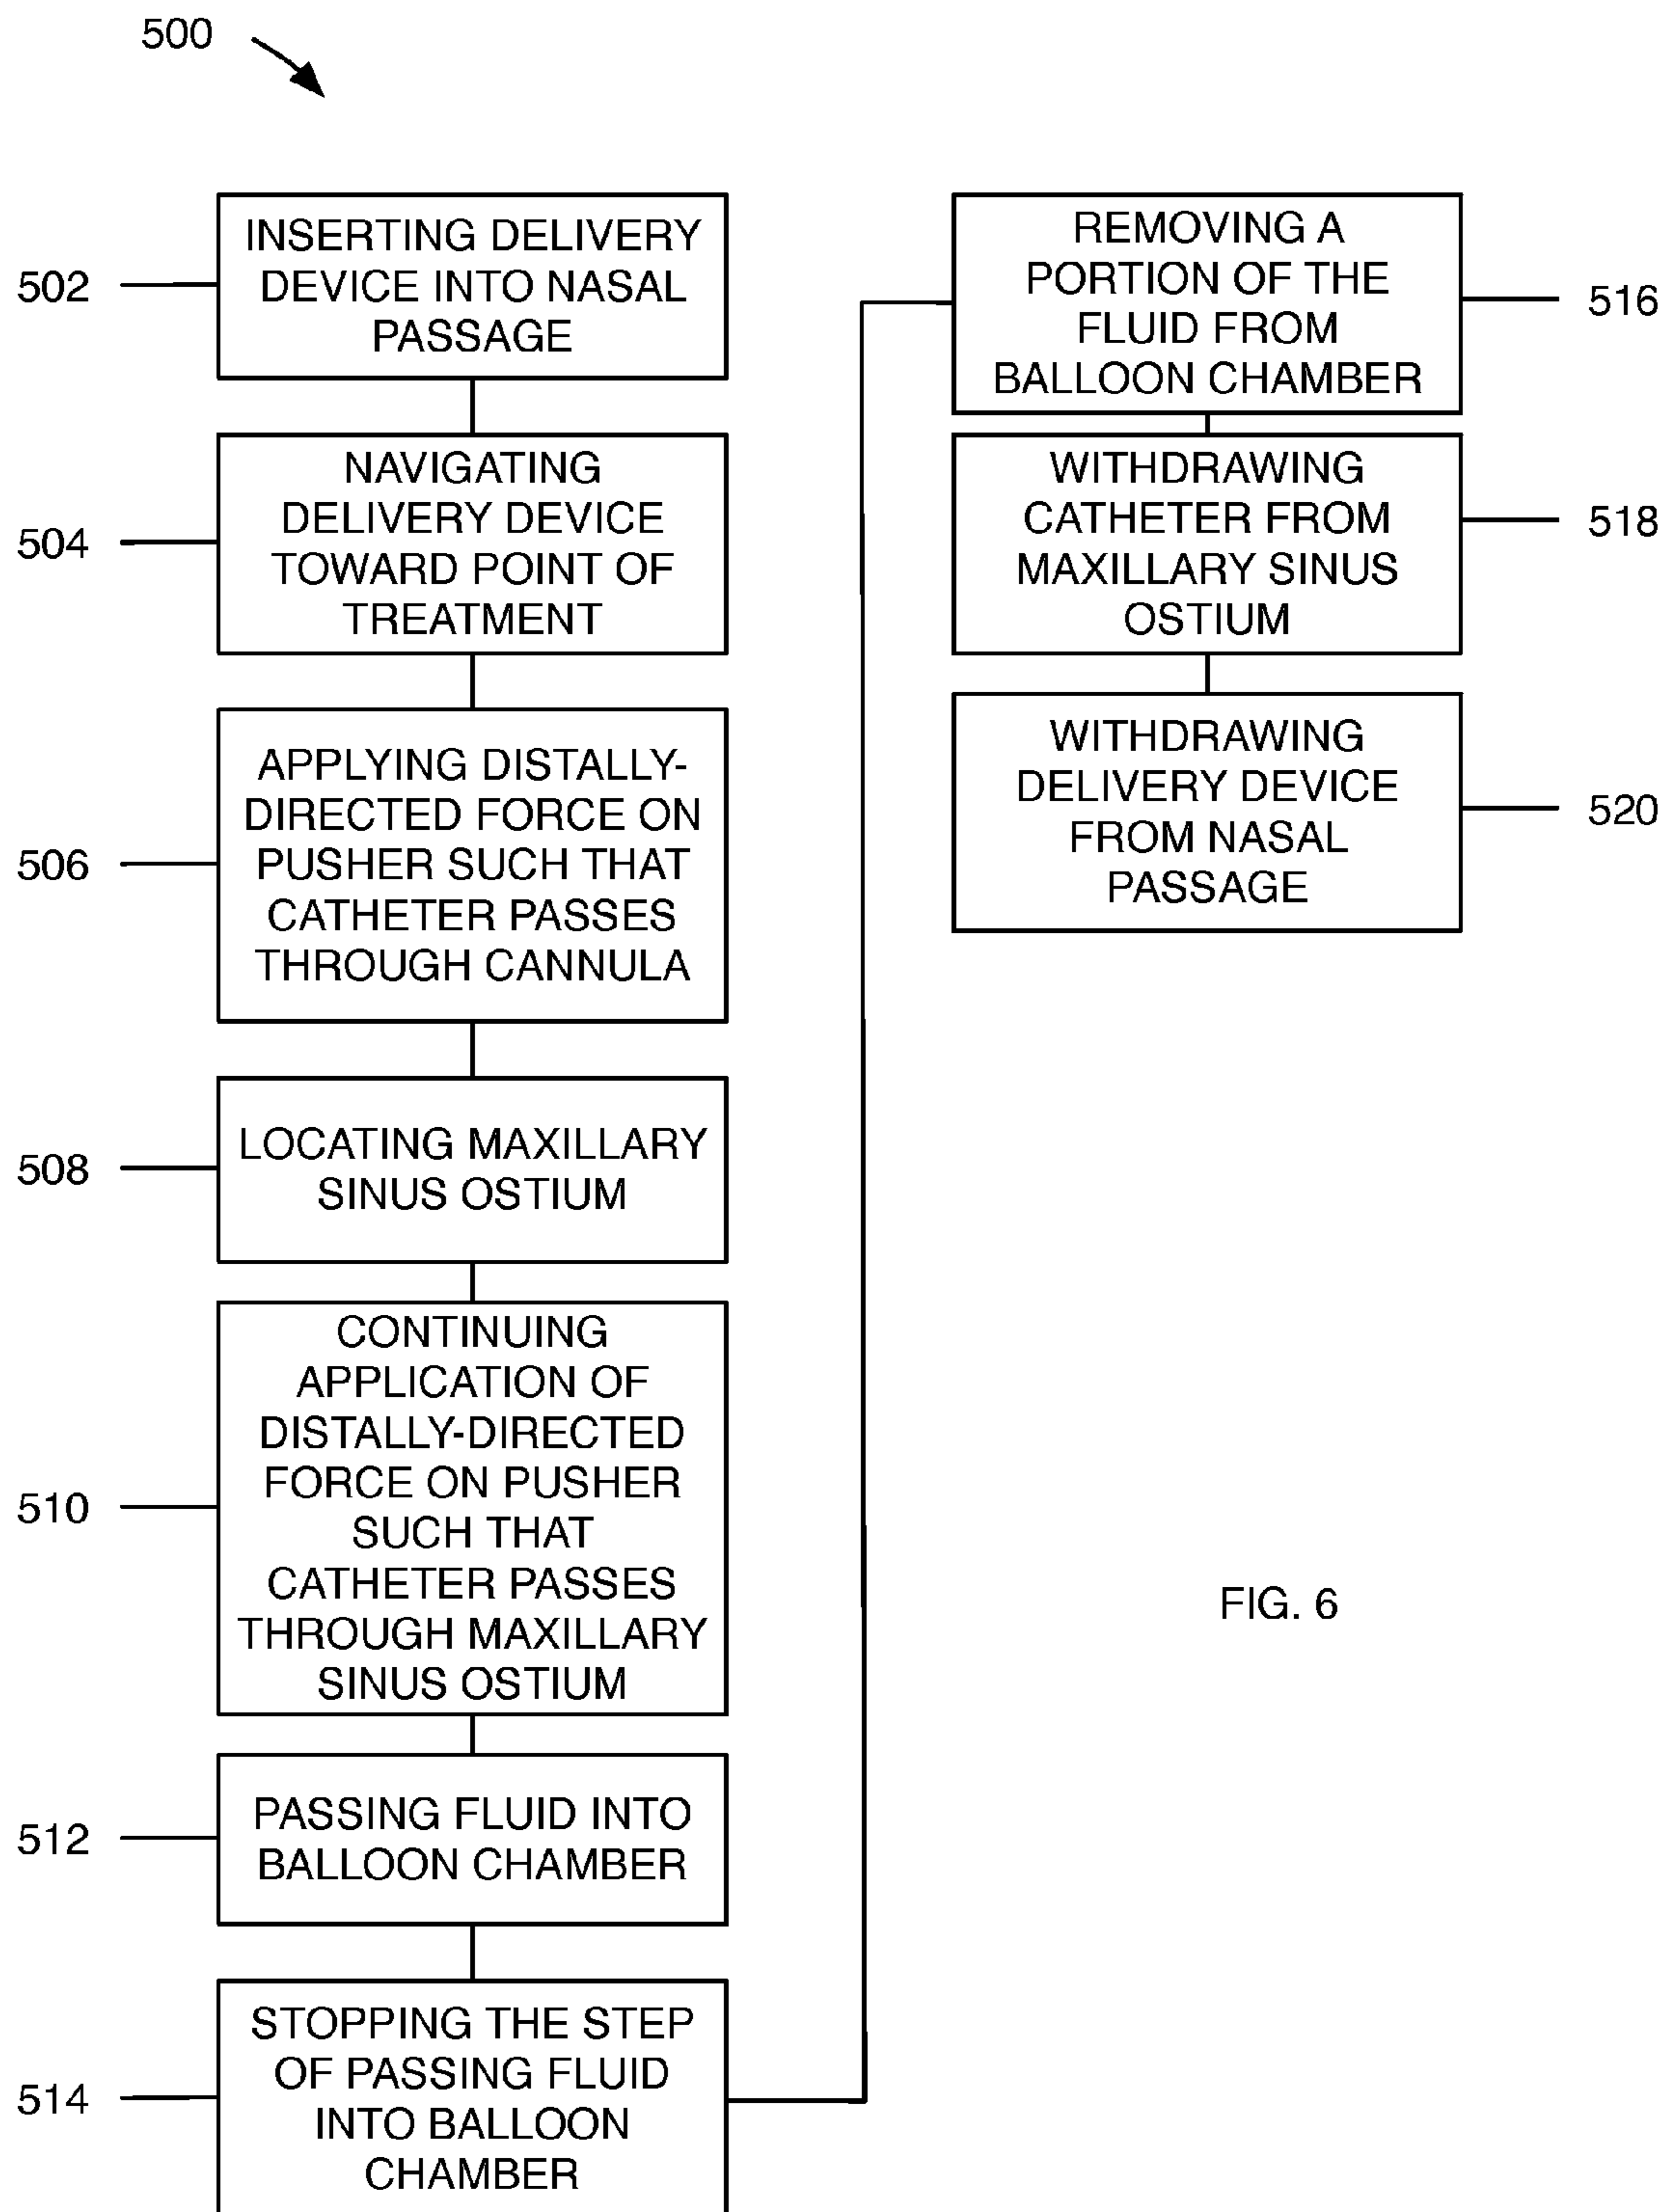 500
502
INSERTING DELIVERY
DEVICE INTO NASAL
PASSAGE
504
NAVIGATING
DELIVERY DEVICE
TOWARD POINT OF
TREATMENT
506
APPLYING DISTALLY-
DIRECTED FORCE ON
PUSHER SUCH THAT
CATHETER PASSES
THROUGH CANNULA
508
LOCATING MAXILLARY
SINUS OSTIUM
510
CONTINUING
APPLICATION OF
DISTALLY-DIRECTED
FORCE ON PUSHER
SUCH THAT
CATHETER PASSES
THROUGH MAXILLARY
SINUS OSTIUM
512
PASSING FLUID INTO
BALLOON CHAMBER
514
STOPPING THE STEP
OF PASSING FLUID
INTO BALLOON
CHAMBER
REMOVING A
PORTION OF THE
FLUID FROM
BALLOON CHAMBER
516
WITHDRAWING
CATHETER FROM
MAXILLARY SINUS
OSTIUM
518
WITHDRAWING
DELIVERY DEVICE
FROM NASAL
PASSAGE
520
FIG. 6